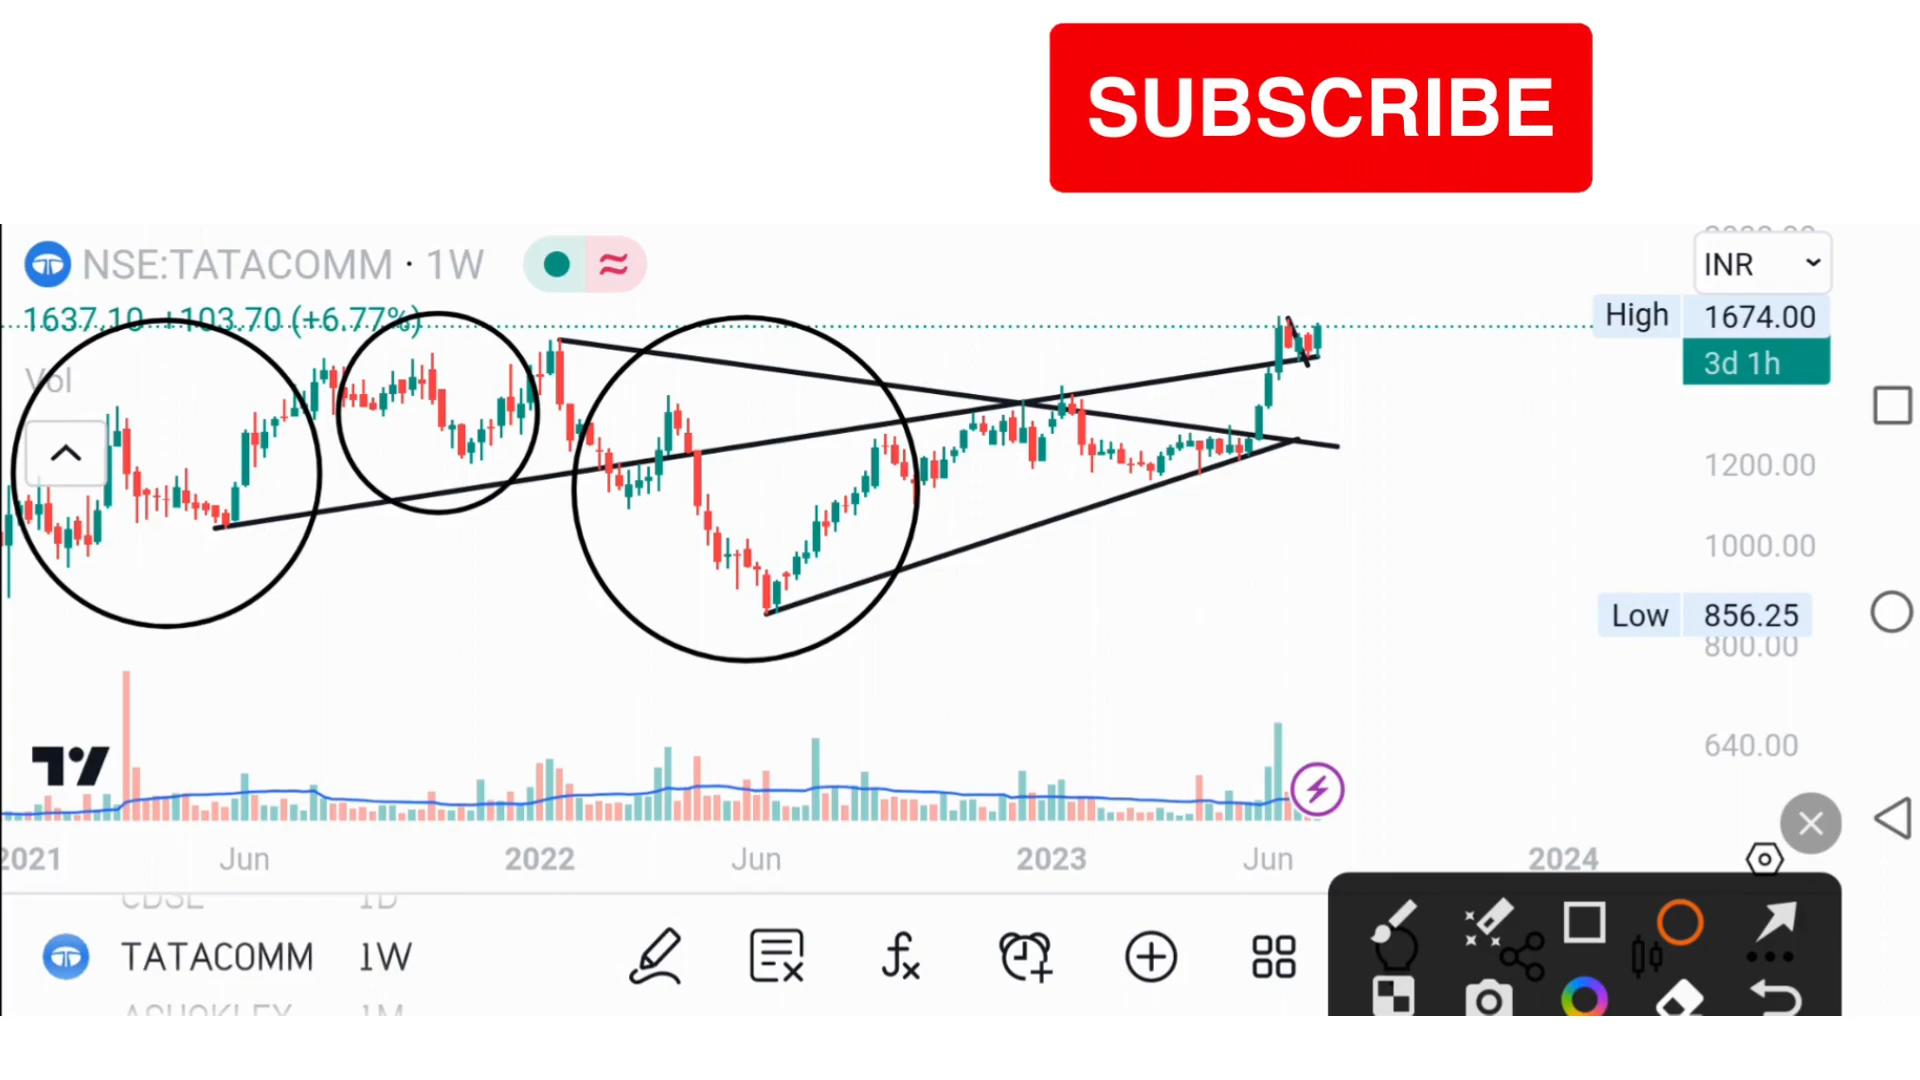 SUBSCRIBE
NSE:TATACOMM · 1W
INR
1637.10 +103.70 (+6.77%)
High 1674.00
3d 1h
Vol
1200.00
1000.00
Low 856.25
800.00
640.00
2021 Jun 2022 Jun 2023 Jun 2024
TATACOMM 1W